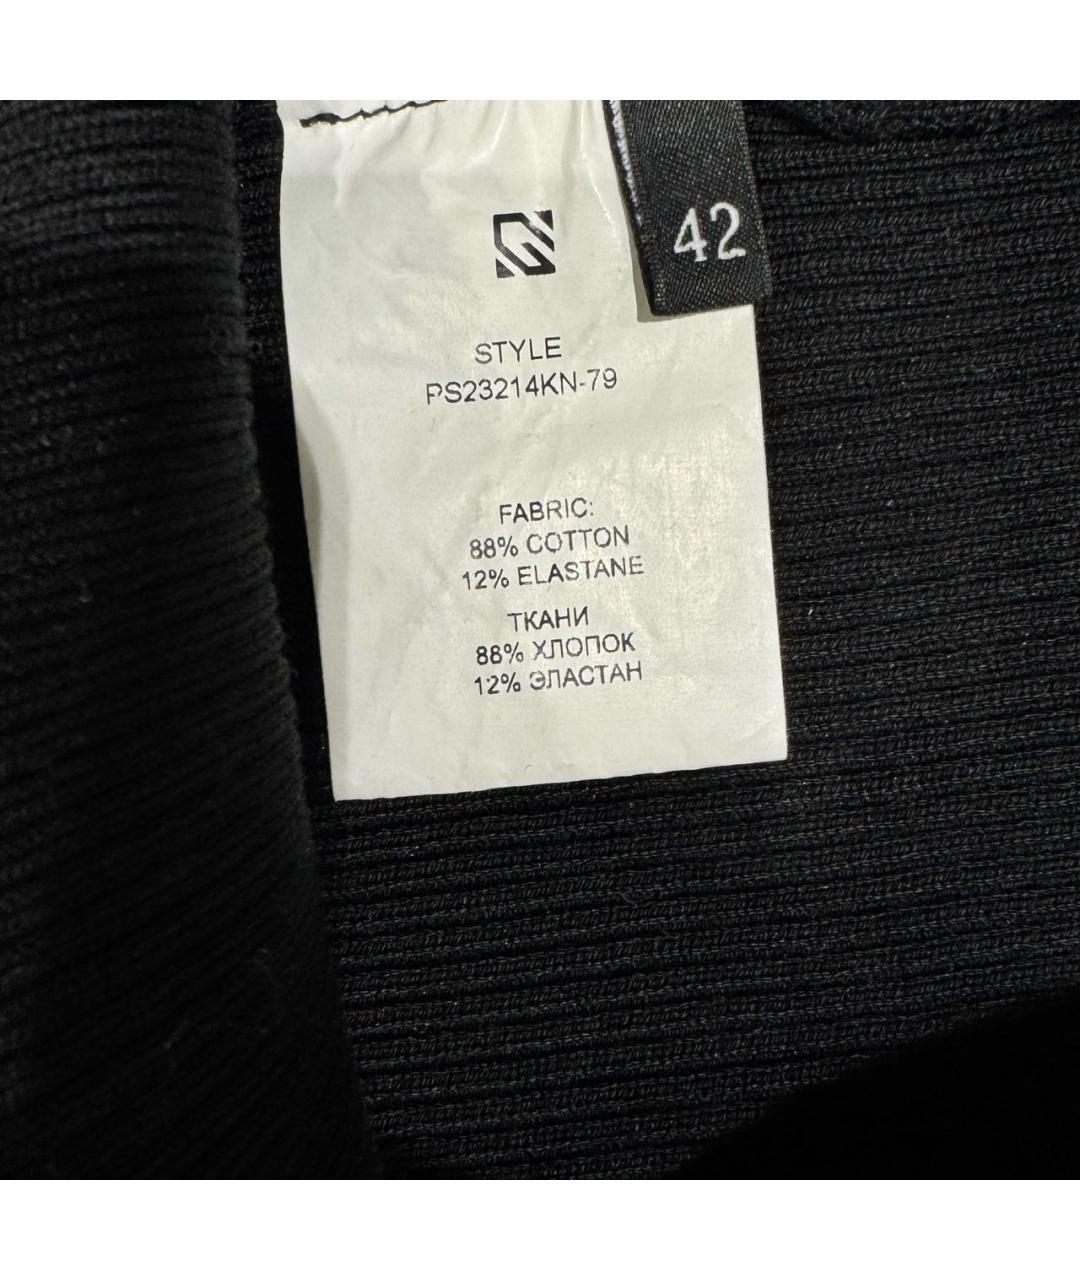 42
STYLE
PS23214KN-79
FABRIC:
88% COTTON
12% ELASTANE
ТКАНИ
88% ХЛОПОК
12% ЭЛАСТАН